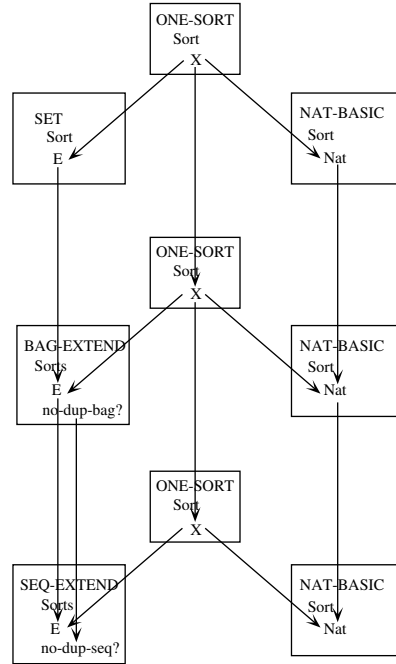 ONE-SORT
Sort
X
SET
Sort
E
NAT-BASIC
Sort
Nat
ONE-SORT
Sort
X
BAG-EXTEND
Sorts
E
no-dup-bag?
NAT-BASIC
Sort
Nat
ONE-SORT
Sort
X
SEQ-EXTEND
Sorts
E
no-dup-seq?
NAT-BASIC
Sort
Nat